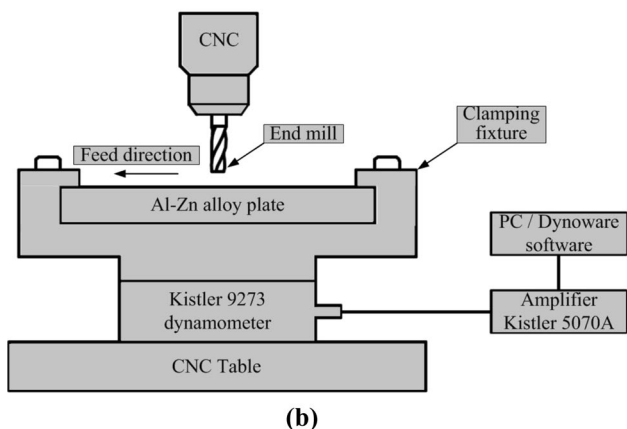 CNC
End mill
Clamping
fixture
Feed direction
Al-Zn alloy plate
PC / Dynoware
software
Kistler 9273
dynamometer
Amplifier
Kistler 5070A
CNC Table
(b)